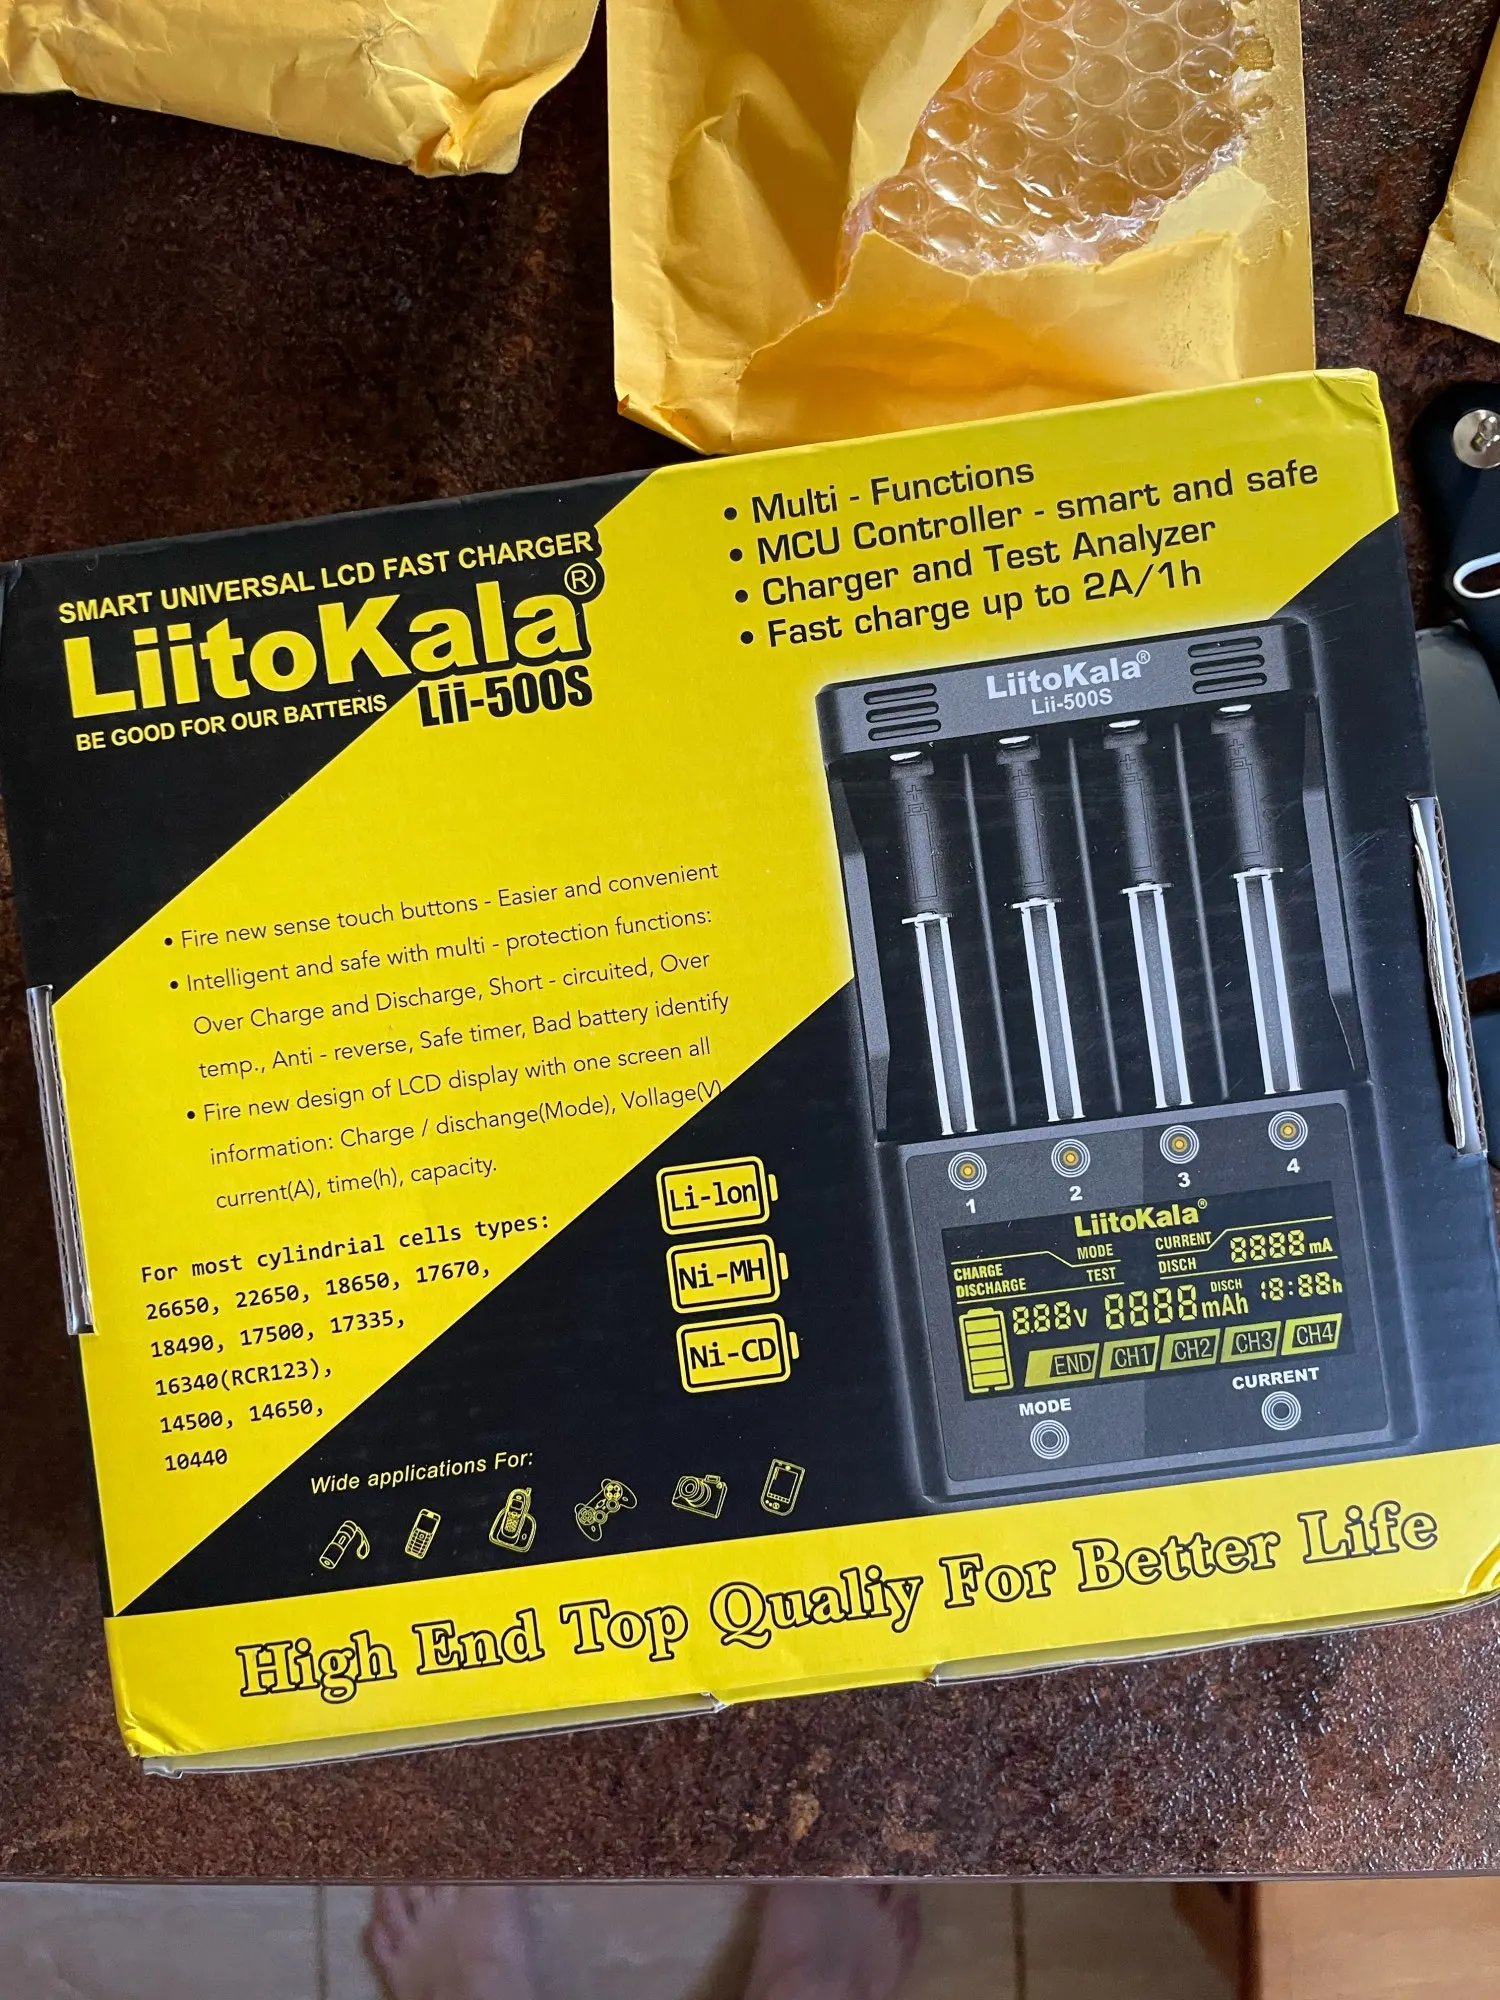 SMART UNIVERSAL LCD FAST CHARGER
LiitoKala®
BE GOOD FOR OUR BATTERIS Lii-500S
• Multi - Functions
• MCU Controller - smart and safe
• Charger and Test Analyzer
• Fast charge up to 2A/1h
• Fire new sense touch buttons - Easier and convenient
• Intelligent and safe with multi - protection functions:
Over Charge and Discharge, Short - circuited, Over
temp., Anti - reverse, Safe timer, Bad battery identify
• Fire new design of LCD display with one screen all
information: Charge / dischange(Mode), Vollage(V)
current(A), time(h), capacity.
For most cylindrial cells types:
26650, 22650, 18650, 17670,
18490, 17500, 17335,
16340(RCR123),
14500, 14650,
10440
Li-lon
Ni-MH
Ni-CD
Wide applications For:
LiitoKala®
Lii-500S
1 2 3 4
LiitoKala®
CHARGE MODE CURRENT 8888 mA
DISCHARGE TEST DISCH
8.88V 8888 mAh DISCH 18:88h
END CH1 CH2 CH3 CH4
MODE CURRENT
High End Top Qualiy For Better Life